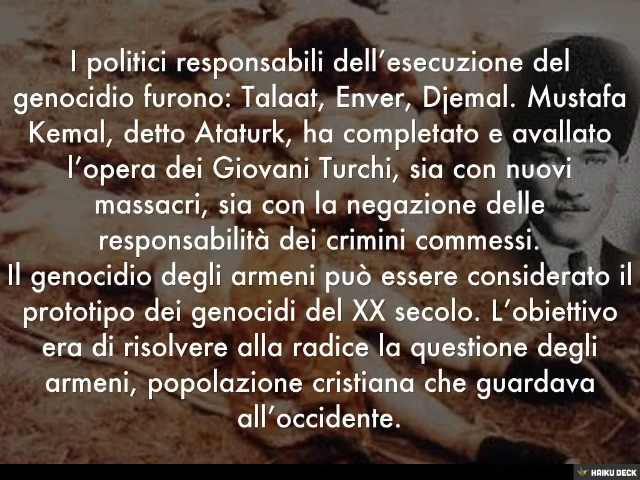 I politici responsabili dell’esecuzione del
genocidio furono: Talaat, Enver, Djemal. Mustafa
Kemal, detto Ataturk, ha completato e avallato
l’opera dei Giovani Turchi, sia con nuovi
massacri, sia con la negazione delle
responsabilità dei crimini commessi.
Il genocidio degli armeni può essere considerato il
prototipo dei genocidi del XX secolo. L’obiettivo
era di risolvere alla radice la questione degli
armeni, popolazione cristiana che guardava
all’occidente.
HAIKU DECK